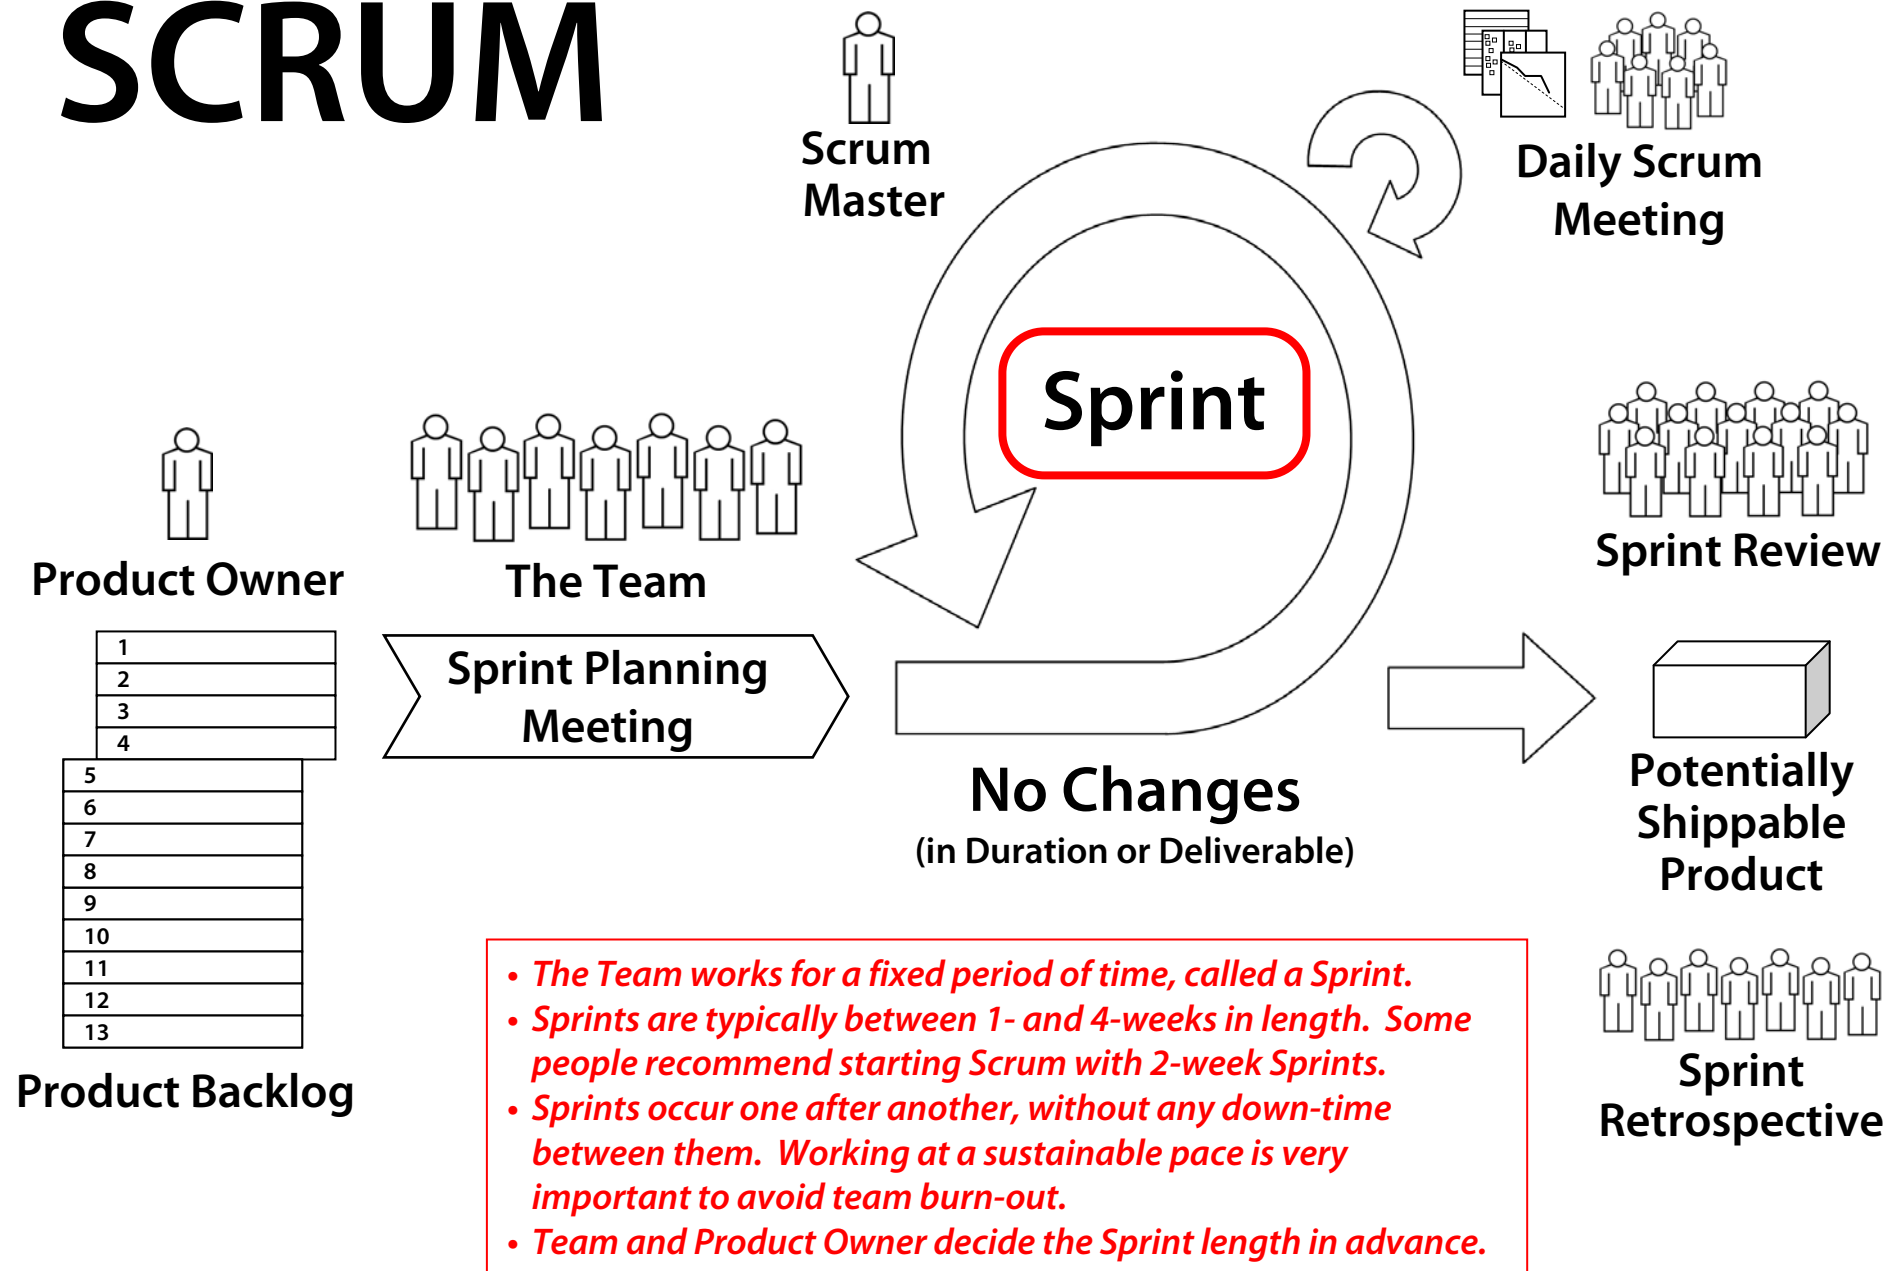 SCRUM
Scrum
Master
Daily Scrum
Meeting
Sprint
Product Owner
The Team
Sprint Review
1
2
3
4
5
6
7
8
9
10
11
12
13
Product Backlog
Sprint Planning
Meeting
No Changes
(in Duration or Deliverable)
Potentially
Shippable
Product
• The Team works for a fixed period of time, called a Sprint.
• Sprints are typically between 1- and 4-weeks in length.  Some
people recommend starting Scrum with 2-week Sprints.
• Sprints occur one after another, without any down-time
between them.  Working at a sustainable pace is very
important to avoid team burn-out.
• Team and Product Owner decide the Sprint length in advance.
Sprint
Retrospective